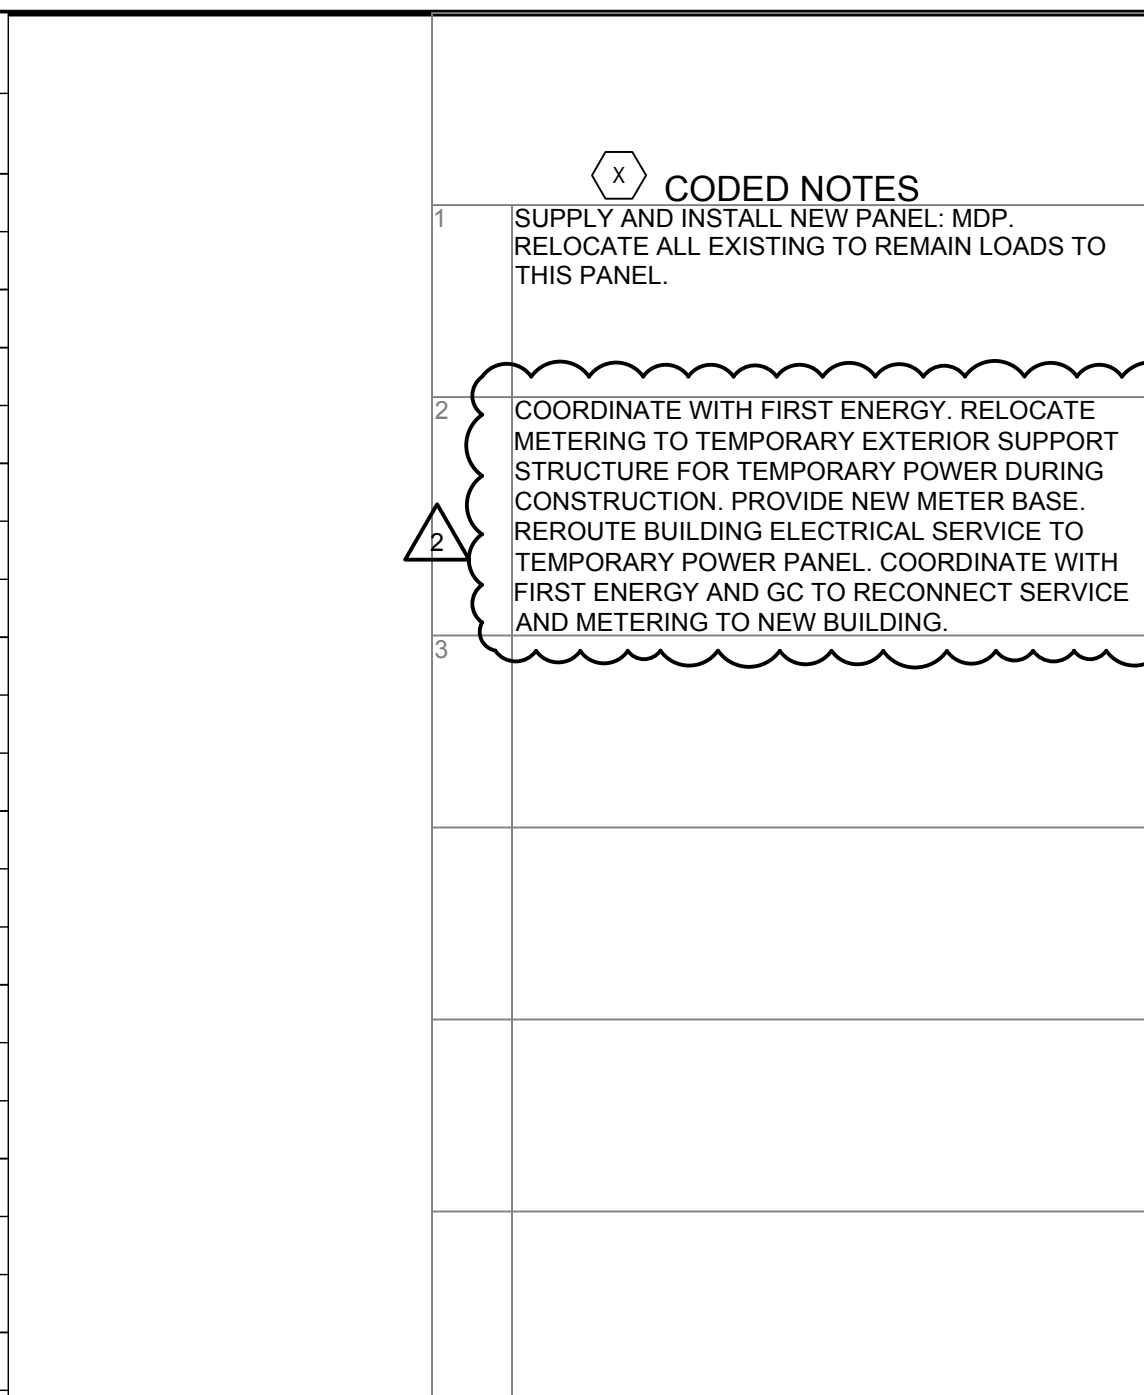 X CODED NOTES
1 SUPPLY AND INSTALL NEW PANEL: MDP.
RELOCATE ALL EXISTING TO REMAIN LOADS TO
THIS PANEL.
2 COORDINATE WITH FIRST ENERGY. RELOCATE
METERING TO TEMPORARY EXTERIOR SUPPORT
STRUCTURE FOR TEMPORARY POWER DURING
CONSTRUCTION. PROVIDE NEW METER BASE.
2 REROUTE BUILDING ELECTRICAL SERVICE TO
TEMPORARY POWER PANEL. COORDINATE WITH
FIRST ENERGY AND GC TO RECONNECT SERVICE
AND METERING TO NEW BUILDING.
3